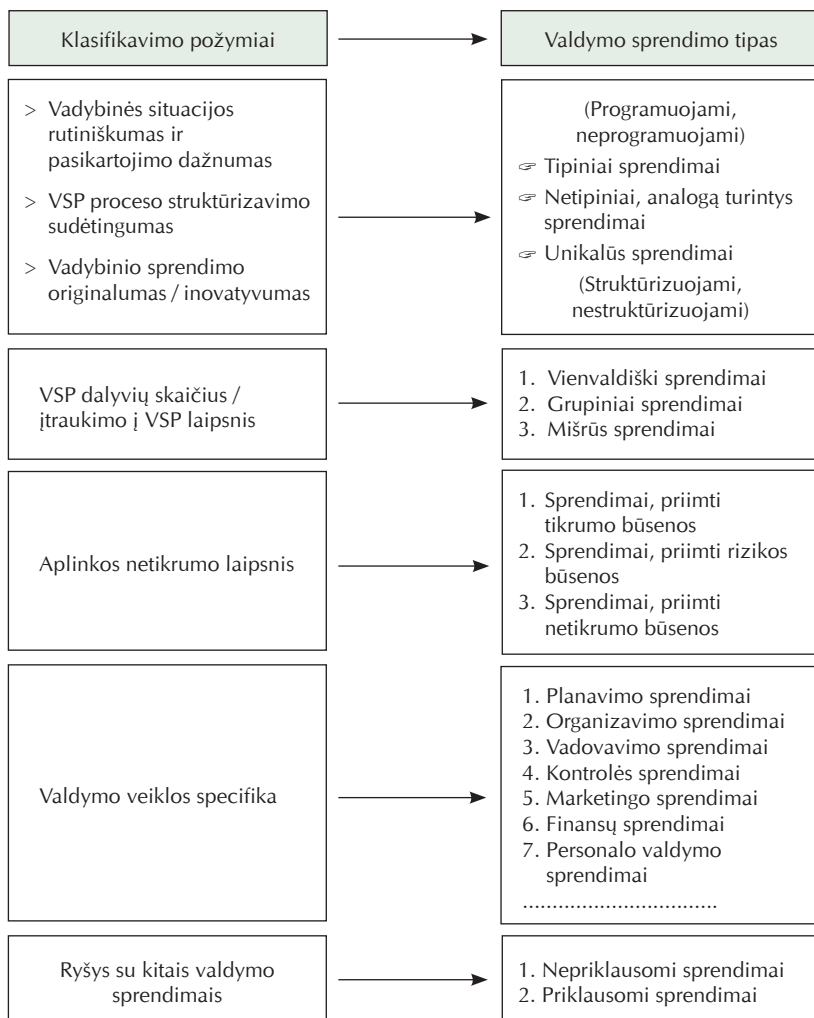 Klasifikavimo požymiai
Valdymo sprendimo tipas
> Vadybinės situacijos
rutiniškumas ir
pasikartojimo dažnumas
> VSP proceso struktūrizavimo
sudėtingumas
> Vadybinio sprendimo
originalumas / inovatyvumas
(Programuojami,
neprogramuojami)
☞ Tipiniai sprendimai
☞ Netipiniai, analogą turintys
sprendimai
☞ Unikalūs sprendimai
(Struktūrizuojami,
nestruktūrizuojami)
VSP dalyvių skaičius /
įtraukimo į VSP laipsnis
1. Vienvaldiški sprendimai
2. Grupiniai sprendimai
3. Mišrūs sprendimai
Aplinkos netikrumo laipsnis
1. Sprendimai, priimti
tikrumo būsenos
2. Sprendimai, priimti rizikos
būsenos
3. Sprendimai, priimti
netikrumo būsenos
Valdymo veiklos specifika
1. Planavimo sprendimai
2. Organizavimo sprendimai
3. Vadovavimo sprendimai
4. Kontrolės sprendimai
5. Marketingo sprendimai
6. Finansų sprendimai
7. Personalo valdymo
sprendimai
.................................
Ryšys su kitais valdymo
sprendimais
1. Nepriklausomi sprendimai
2. Priklausomi sprendimai